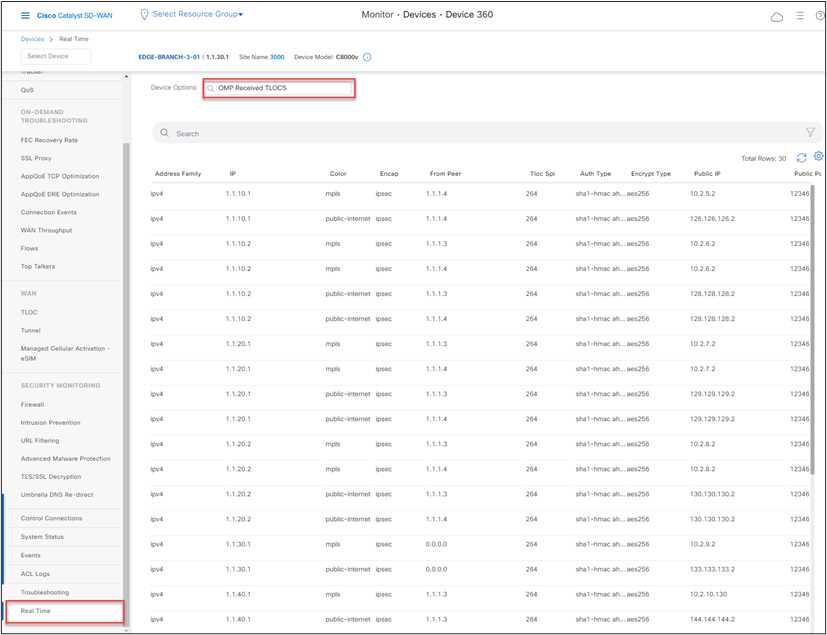 Cisco Catalyst SD-WAN
Select Resource Group
Monitor · Devices · Device 360
Devices > Real Time
Select Device
EDGE-BRANCH-3-01 | 1.1.30.1 Site Name 3000 Device Model: C8000v
Tracker
QoS
ON-DEMAND
TROUBLESHOOTING
FEC Recovery Rate
SSL Proxy
AppQoE TCP Optimization
AppQoE DRE Optimization
Connection Events
WAN Throughput
Flows
Top Talkers
WAN
TLOC
Tunnel
Managed Cellular Activation -
eSIM
SECURITY MONITORING
Firewall
Intrusion Prevention
URL Filtering
Advanced Malware Protection
TLS/SSL Decryption
Umbrella DNS Re-direct
Control Connections
System Status
Events
ACL Logs
Troubleshooting
Real Time
Device Options: OMP Received TLOCS
Search
Total Rows: 30
Address Family IP Color Encap From Peer Tloc Spi Auth Type Encrypt Type Public IP Public Po
ipv4 1.1.10.1 mpls ipsec 1.1.1.4 264 sha1-hmac ah... aes256 10.2.5.2 12346
ipv4 1.1.10.1 public-internet ipsec 1.1.1.4 264 sha1-hmac ah... aes256 126.126.126.2 12346
ipv4 1.1.10.2 mpls ipsec 1.1.1.3 264 sha1-hmac ah... aes256 10.2.6.2 12346
ipv4 1.1.10.2 mpls ipsec 1.1.1.4 264 sha1-hmac ah... aes256 10.2.6.2 12346
ipv4 1.1.10.2 public-internet ipsec 1.1.1.3 264 sha1-hmac ah... aes256 128.128.128.2 12346
ipv4 1.1.10.2 public-internet ipsec 1.1.1.4 264 sha1-hmac ah... aes256 128.128.128.2 12346
ipv4 1.1.20.1 mpls ipsec 1.1.1.3 264 sha1-hmac ah... aes256 10.2.7.2 12346
ipv4 1.1.20.1 mpls ipsec 1.1.1.4 264 sha1-hmac ah... aes256 10.2.7.2 12346
ipv4 1.1.20.1 public-internet ipsec 1.1.1.3 264 sha1-hmac ah... aes256 129.129.129.2 12346
ipv4 1.1.20.1 public-internet ipsec 1.1.1.4 264 sha1-hmac ah... aes256 129.129.129.2 12346
ipv4 1.1.20.2 mpls ipsec 1.1.1.3 264 sha1-hmac ah... aes256 10.2.8.2 12346
ipv4 1.1.20.2 mpls ipsec 1.1.1.4 264 sha1-hmac ah... aes256 10.2.8.2 12346
ipv4 1.1.20.2 public-internet ipsec 1.1.1.3 264 sha1-hmac ah... aes256 130.130.130.2 12346
ipv4 1.1.20.2 public-internet ipsec 1.1.1.4 264 sha1-hmac ah... aes256 130.130.130.2 12346
ipv4 1.1.30.1 mpls ipsec 0.0.0.0 264 sha1-hmac ah... aes256 10.2.9.2 12346
ipv4 1.1.30.1 public-internet ipsec 0.0.0.0 264 sha1-hmac ah... aes256 133.133.133.2 12346
ipv4 1.1.40.1 mpls ipsec 1.1.1.3 264 sha1-hmac ah... aes256 10.2.10.130 12346
ipv4 1.1.40.1 public-internet ipsec 1.1.1.3 264 sha1-hmac ah... aes256 144.144.144.2 12346